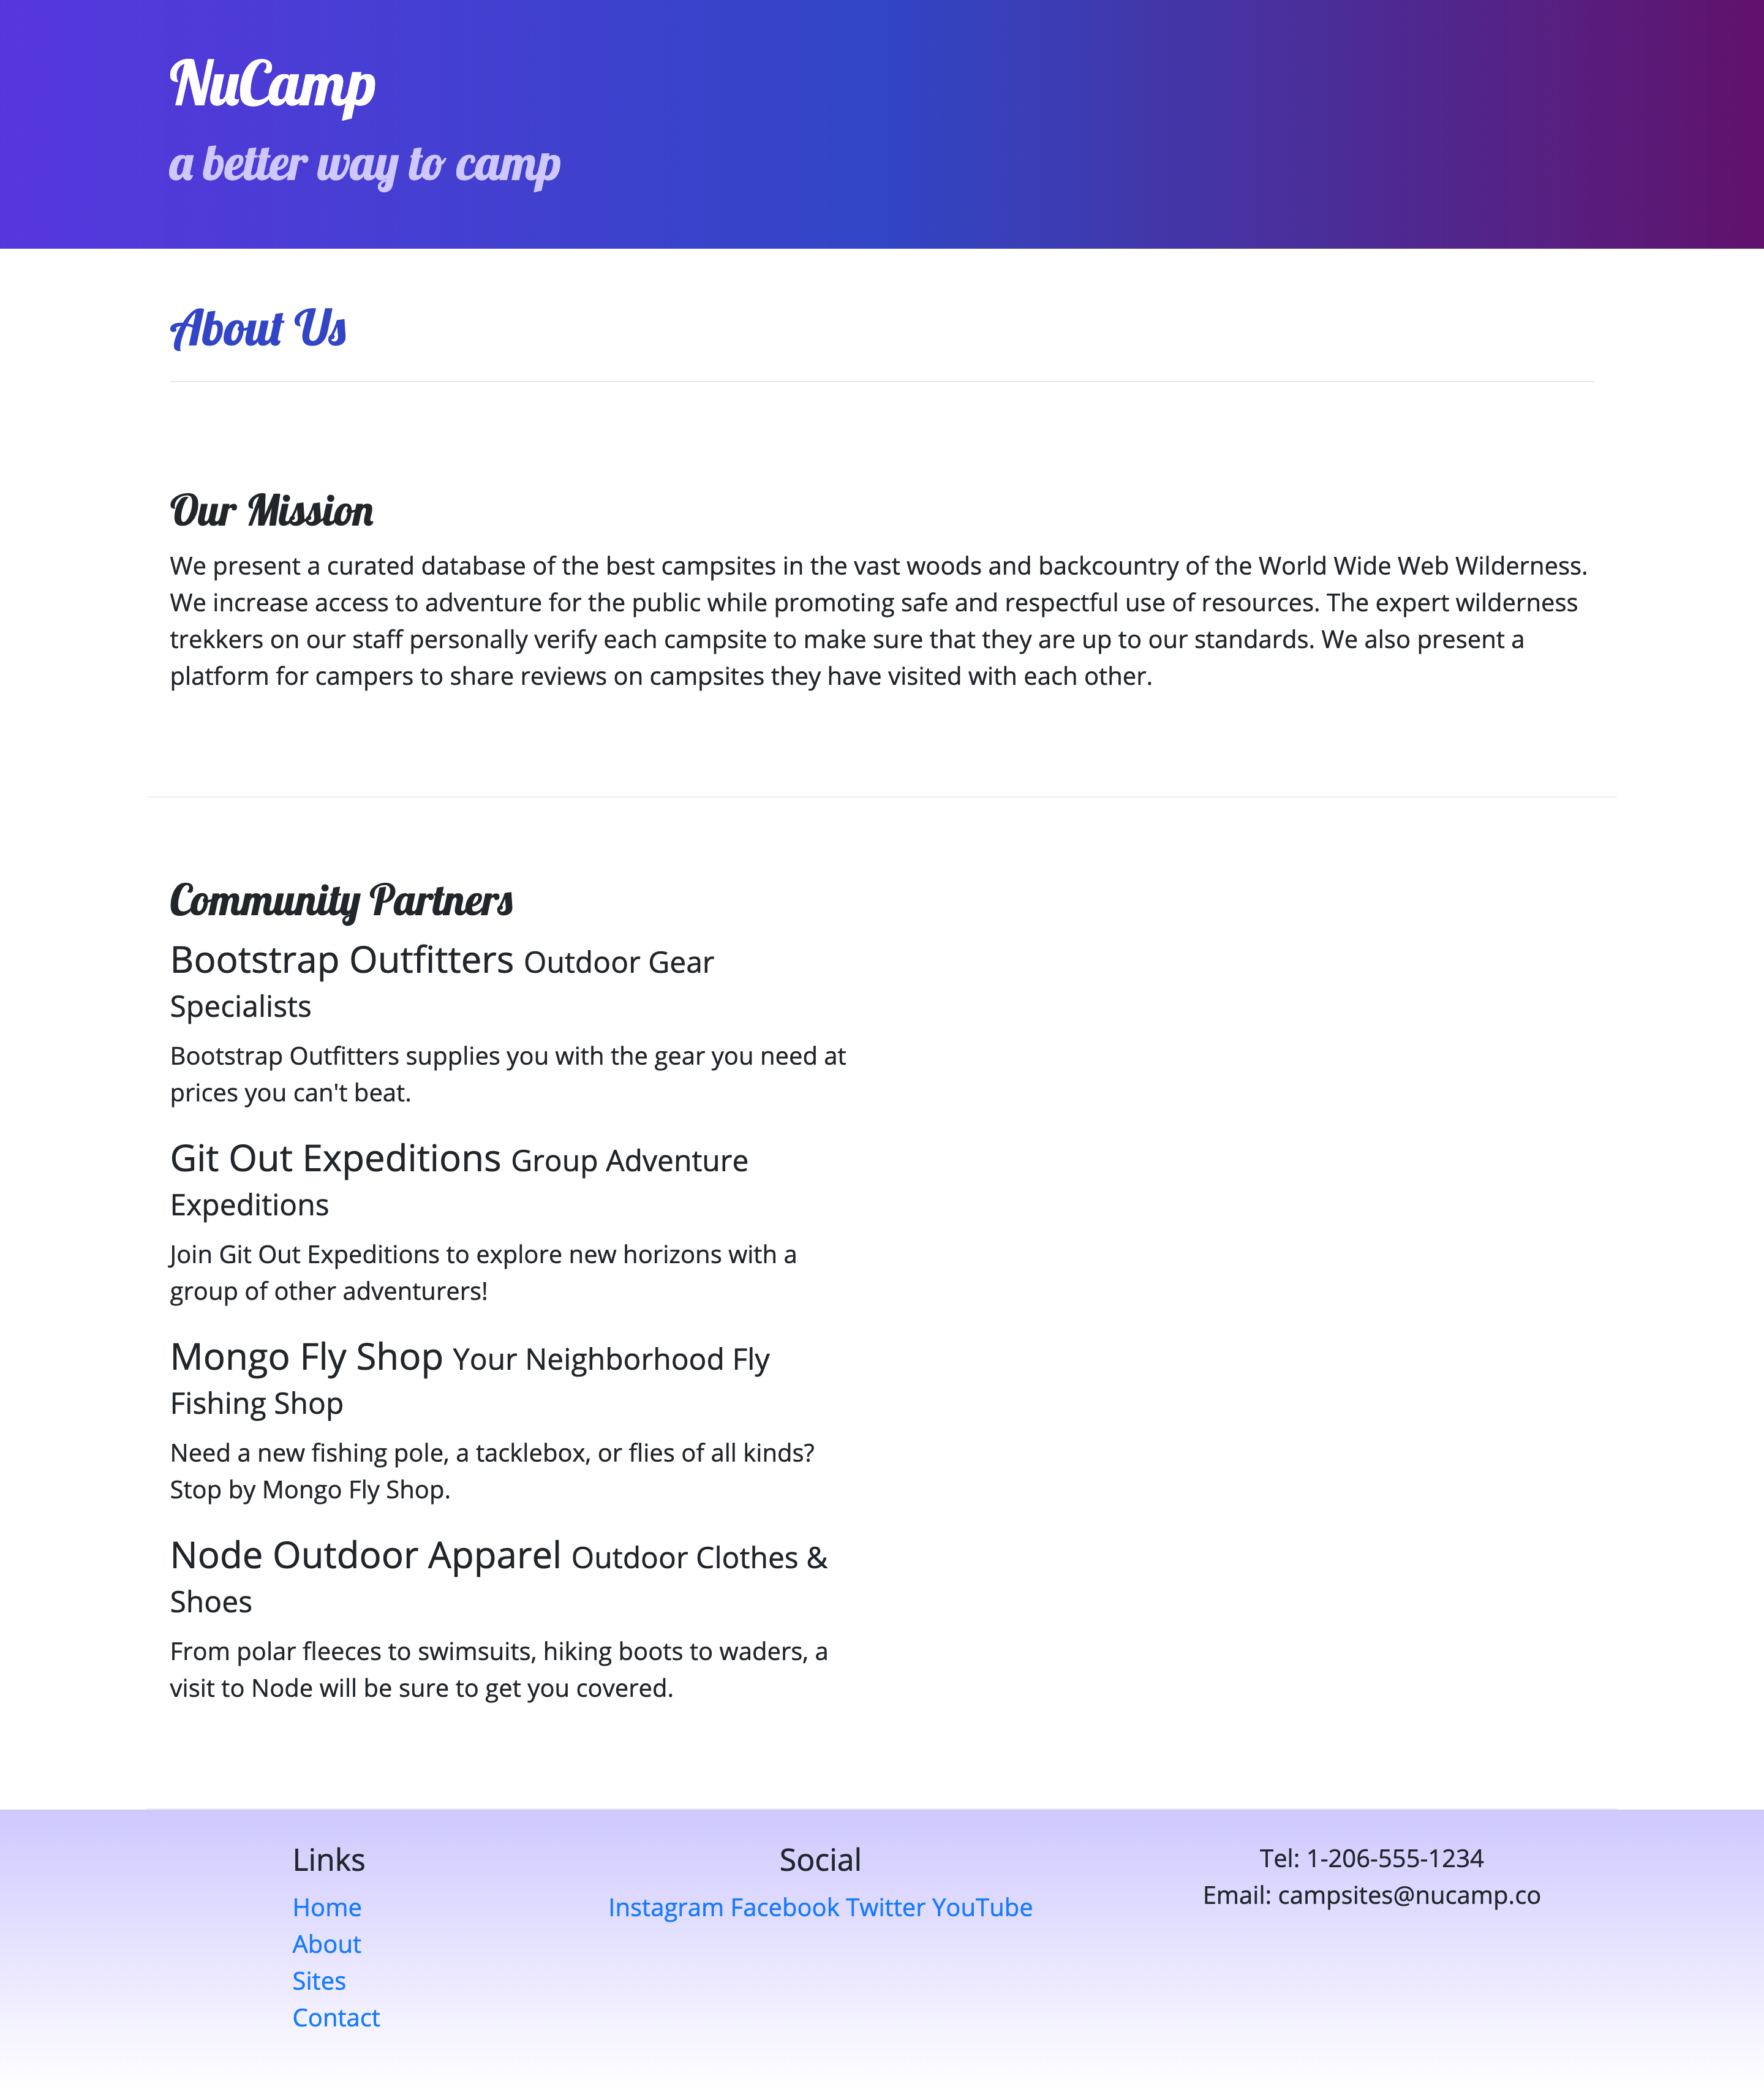 NuCamp
a better way to camp
About Us
Our Mission
We present a curated database of the best campsites in the vast woods and backcountry of the World Wide Web Wilderness.
We increase access to adventure for the public while promoting safe and respectful use of resources. The expert wilderness
trekkers on our staff personally verify each campsite to make sure that they are up to our standards. We also present a
platform for campers to share reviews on campsites they have visited with each other.
Community Partners
Bootstrap Outfitters Outdoor Gear
Specialists
Bootstrap Outfitters supplies you with the gear you need at
prices you can't beat.
Git Out Expeditions Group Adventure
Expeditions
Join Git Out Expeditions to explore new horizons with a
group of other adventurers!
Mongo Fly Shop Your Neighborhood Fly
Fishing Shop
Need a new fishing pole, a tacklebox, or flies of all kinds?
Stop by Mongo Fly Shop.
Node Outdoor Apparel Outdoor Clothes &
Shoes
From polar fleeces to swimsuits, hiking boots to waders, a
visit to Node will be sure to get you covered.
Links
Home
About
Sites
Contact
Social
Instagram Facebook Twitter YouTube
Tel: 1-206-555-1234
Email: campsites@nucamp.co